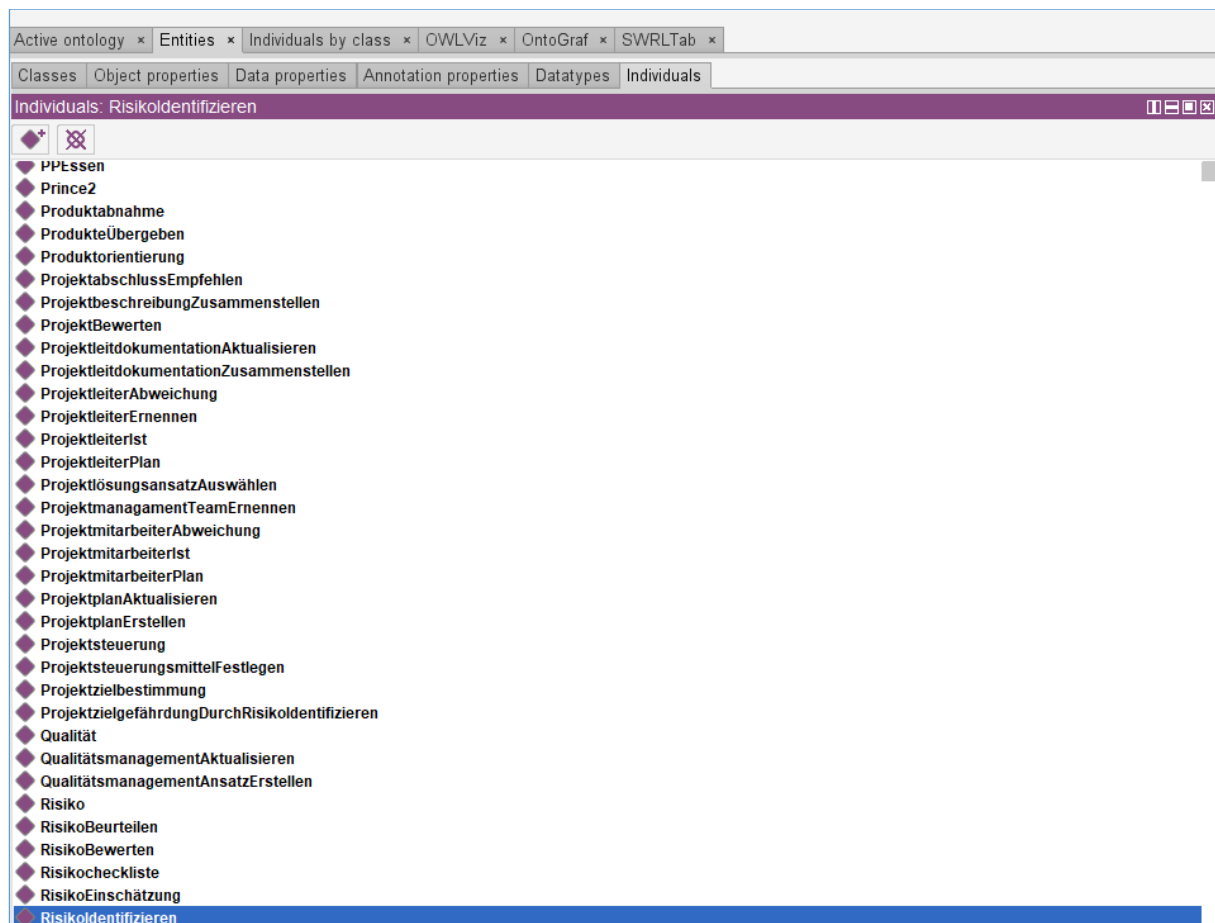 Active ontology × Entities × Individuals by class × OWLViz × OntoGraf × SWRLTab ×
Classes Object properties Data properties Annotation properties Datatypes Individuals
Individuals: RisikoIdentifizieren
PPEssen
Prince2
Produktabnahme
ProdukteÜbergeben
Produktorientierung
ProjektabschlussEmpfehlen
ProjektbeschreibungZusammenstellen
ProjektBewerten
ProjektleitdokumentationAktualisieren
ProjektleitdokumentationZusammenstellen
ProjektleiterAbweichung
ProjektleiterErnennen
ProjektleiterIst
ProjektleiterPlan
ProjektlösungsansatzAuswählen
ProjektmanagamentTeamErnennen
ProjektmitarbeiterAbweichung
ProjektmitarbeiterIst
ProjektmitarbeiterPlan
ProjektplanAktualisieren
ProjektplanErstellen
Projektsteuerung
ProjektsteuerungsmittelFestlegen
Projektzielbestimmung
ProjektzielgefährdungDurchRisikoIdentifizieren
Qualität
QualitätsmanagementAktualisieren
QualitätsmanagementAnsatzErstellen
Risiko
RisikoBeurteilen
RisikoBewerten
Risikocheckliste
RisikoEinschätzung
RisikoIdentifizieren